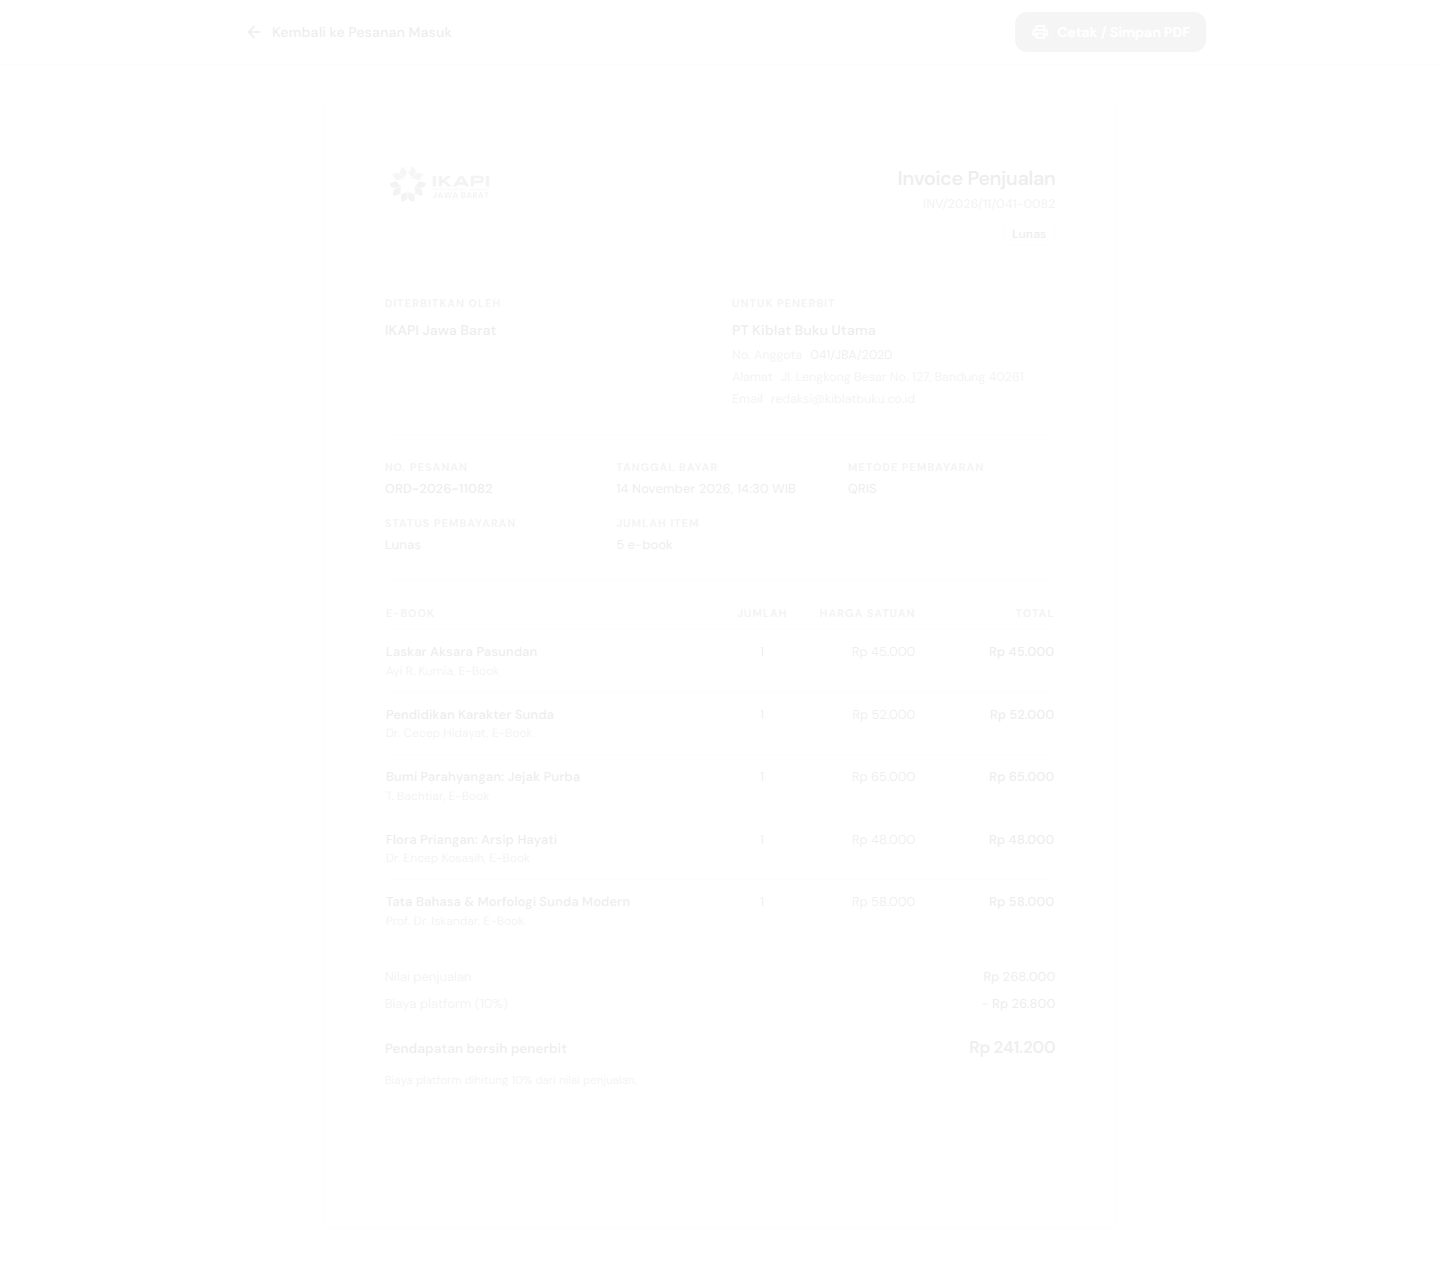 Kembali ke Pesanan Masuk
Cetak / Simpan PDF
IKAPI
JAWA BARAT
Invoice Penjualan
INV/2026/11/041-0082
Lunas
DITERBITKAN OLEH
IKAPI Jawa Barat
UNTUK PENERBIT
PT Kiblat Buku Utama
No. Anggota 041/JBA/2020
Alamat Jl. Lengkong Besar No. 127, Bandung 40261
Email redaksi@kiblatbuku.co.id
NO. PESANAN TANGGAL BAYAR METODE PEMBAYARAN
ORD-2026-11082 14 November 2026, 14:30 WIB QRIS
STATUS PEMBAYARAN JUMLAH ITEM
Lunas 5 e-book
E-BOOK JUMLAH HARGA SATUAN TOTAL
Laskar Aksara Pasundan 1 Rp 45.000 Rp 45.000
Ayi R. Kurnia, E-Book
Pendidikan Karakter Sunda 1 Rp 52.000 Rp 52.000
Dr. Cecep Hidayat, E-Book
Bumi Parahyangan: Jejak Purba 1 Rp 65.000 Rp 65.000
T. Bachtiar, E-Book
Flora Priangan: Arsip Hayati 1 Rp 48.000 Rp 48.000
Dr. Encep Kosasih, E-Book
Tata Bahasa & Morfologi Sunda Modern 1 Rp 58.000 Rp 58.000
Prof. Dr. Iskandar, E-Book
Nilai penjualan Rp 268.000
Biaya platform (10%) - Rp 26.800
Pendapatan bersih penerbit Rp 241.200
Biaya platform dihitung 10% dari nilai penjualan.